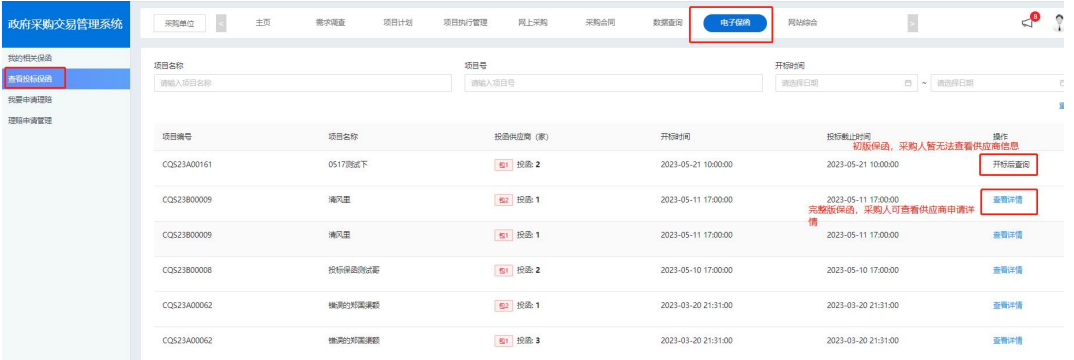 政府采购交易管理系统
采购单位 < 主页 需求调查 项目计划 项目执行管理 网上采购 采购合同 数据查询 电子保函 网站综合 > 8
我的相关保函
查看投标保函
我要申请理赔
理赔申请管理
项目名称 项目号 开标时间
请输入项目名称 请输入项目号 请选择日期 ~ 请选择日期
项目编号 项目名称 投函供应商（家） 开标时间 投标截止时间 操作
初版保函，采购人暂无法查看供应商信息
CQS23A00161 0517测试下 包1 投函: 2 2023-05-21 10:00:00 2023-05-21 10:00:00 开标后查询
CQS23B00009 清风里 包2 投函: 1 2023-05-11 17:00:00 2023-05-11 17:00:00 查看详情
完整版保函，采购人可查看供应商申请详
情
CQS23B00009 清风里 包1 投函: 1 2023-05-11 17:00:00 2023-05-11 17:00:00 查看详情
CQS23B00008 投标保函测试哥 包1 投函: 2 2023-05-10 17:00:00 2023-05-10 17:00:00 查看详情
CQS23A00062 错漏的郑国渠颖 包2 投函: 1 2023-03-20 21:31:00 2023-03-20 21:31:00 查看详情
CQS23A00062 错漏的郑国渠颖 包1 投函: 3 2023-03-20 21:31:00 2023-03-20 21:31:00 查看详情